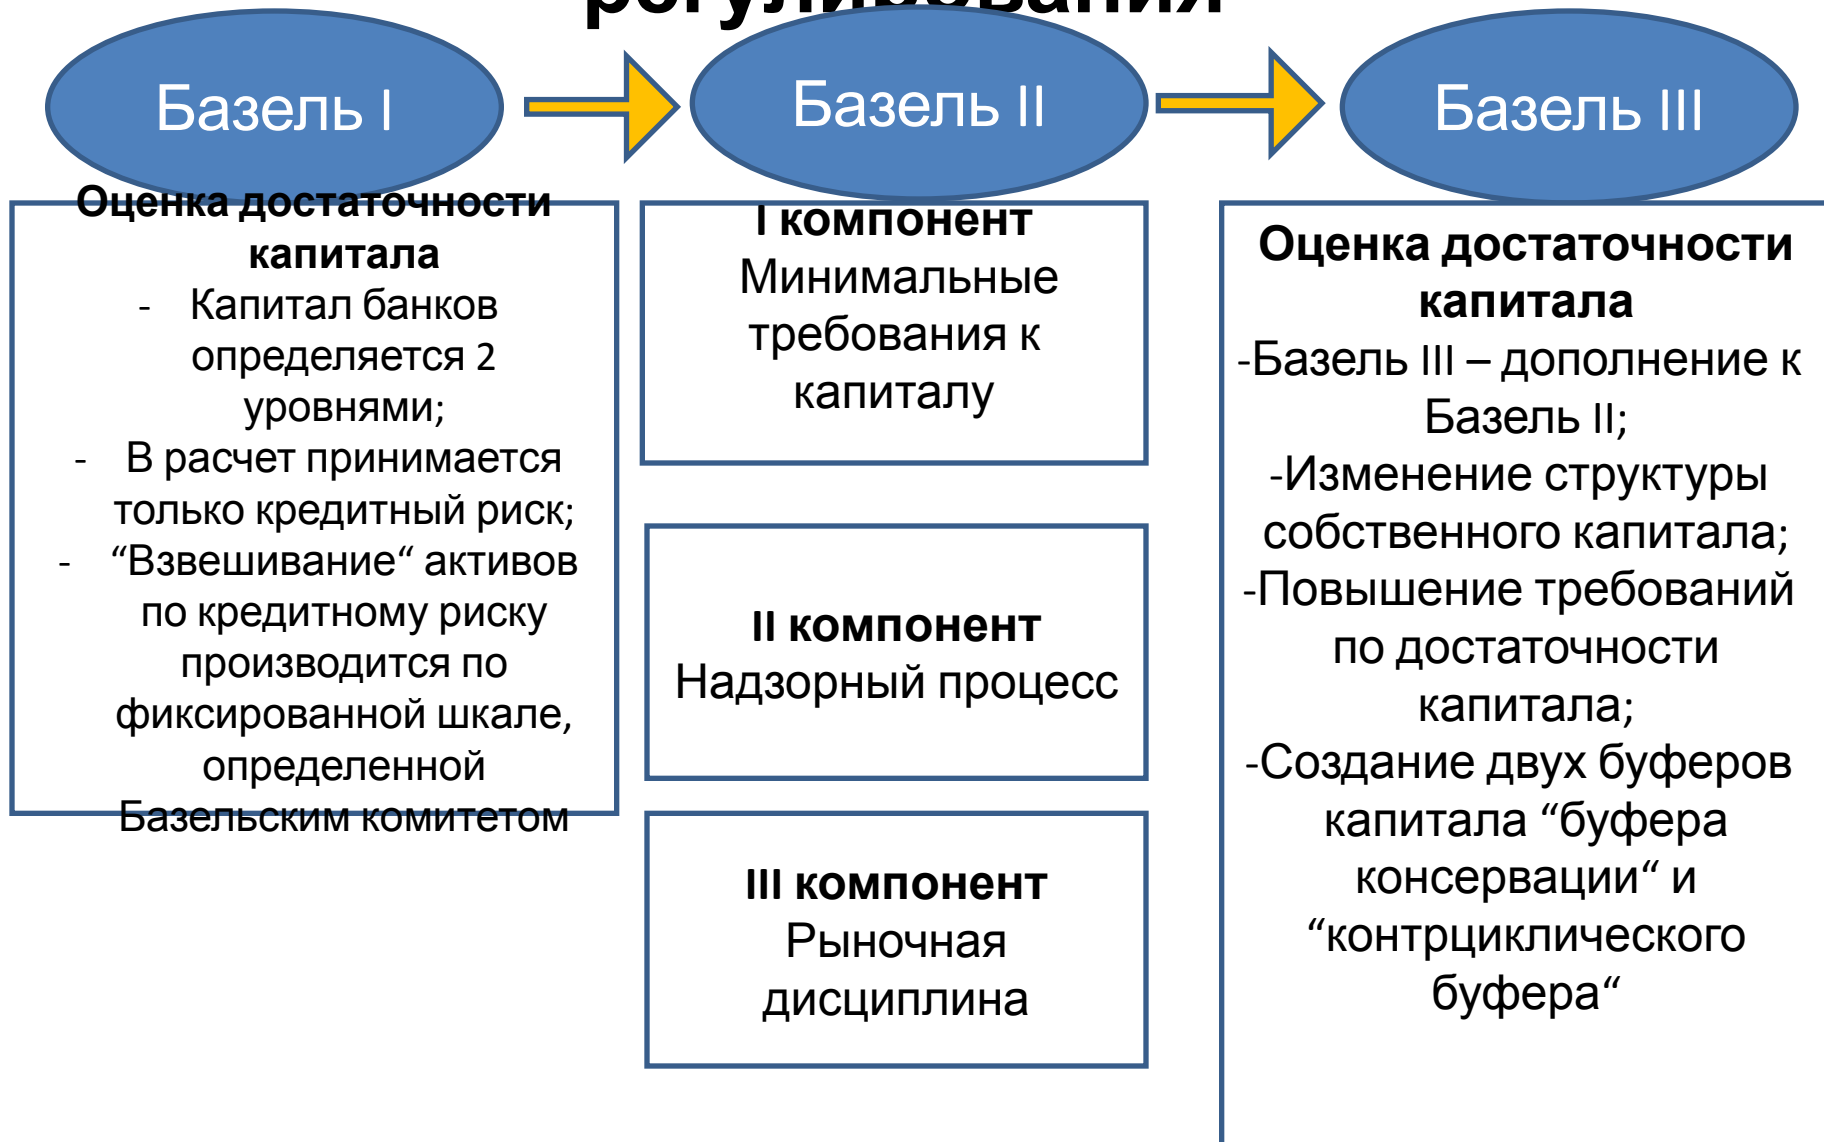 регулирования
Базель I
Базель II
Базель III
Оценка достаточности
капитала
- Капитал банков
определяется 2
уровнями;
- В расчет принимается
только кредитный риск;
- “Взвешивание“ активов
по кредитному риску
производится по
фиксированной шкале,
определенной
Базельским комитетом
I компонент
Минимальные
требования к
капиталу
II компонент
Надзорный процесс
III компонент
Рыночная
дисциплина
Оценка достаточности
капитала
-Базель III – дополнение к
Базель II;
-Изменение структуры
собственного капитала;
-Повышение требований
по достаточности
капитала;
-Создание двух буферов
капитала “буфера
консервации“ и
“контрциклического
буфера“